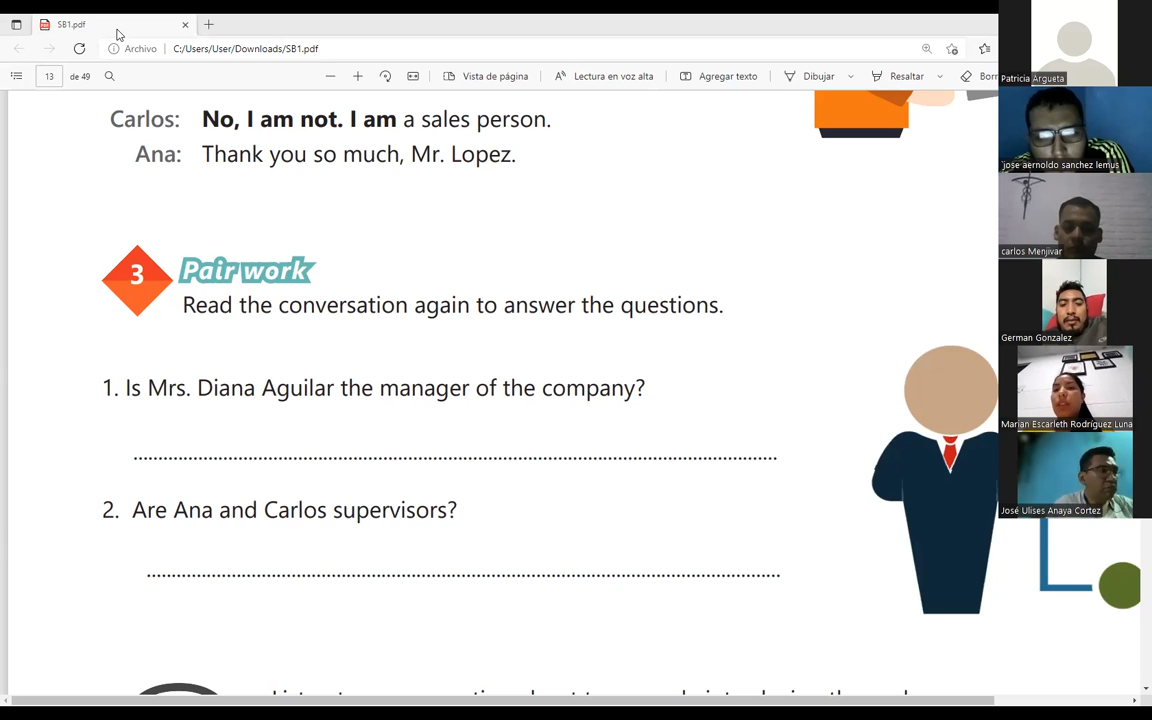 SB1.pdf
Archivo C:/Users/User/Downloads/SB1.pdf
13 de 49 Vista de página Lectura en voz alta Agregar texto Dibujar Resaltar
Carlos: No, I am not. I am a sales person.
Ana: Thank you so much, Mr. Lopez.
3 Pair work
Read the conversation again to answer the questions.
1. Is Mrs. Diana Aguilar the manager of the company?
2. Are Ana and Carlos supervisors?
Patricia Argueta
jose aernoldo sanchez lemus
carlos Menjivar
German Gonzalez
Marian Escarleth Rodríguez Luna
José Ulises Anaya Cortez